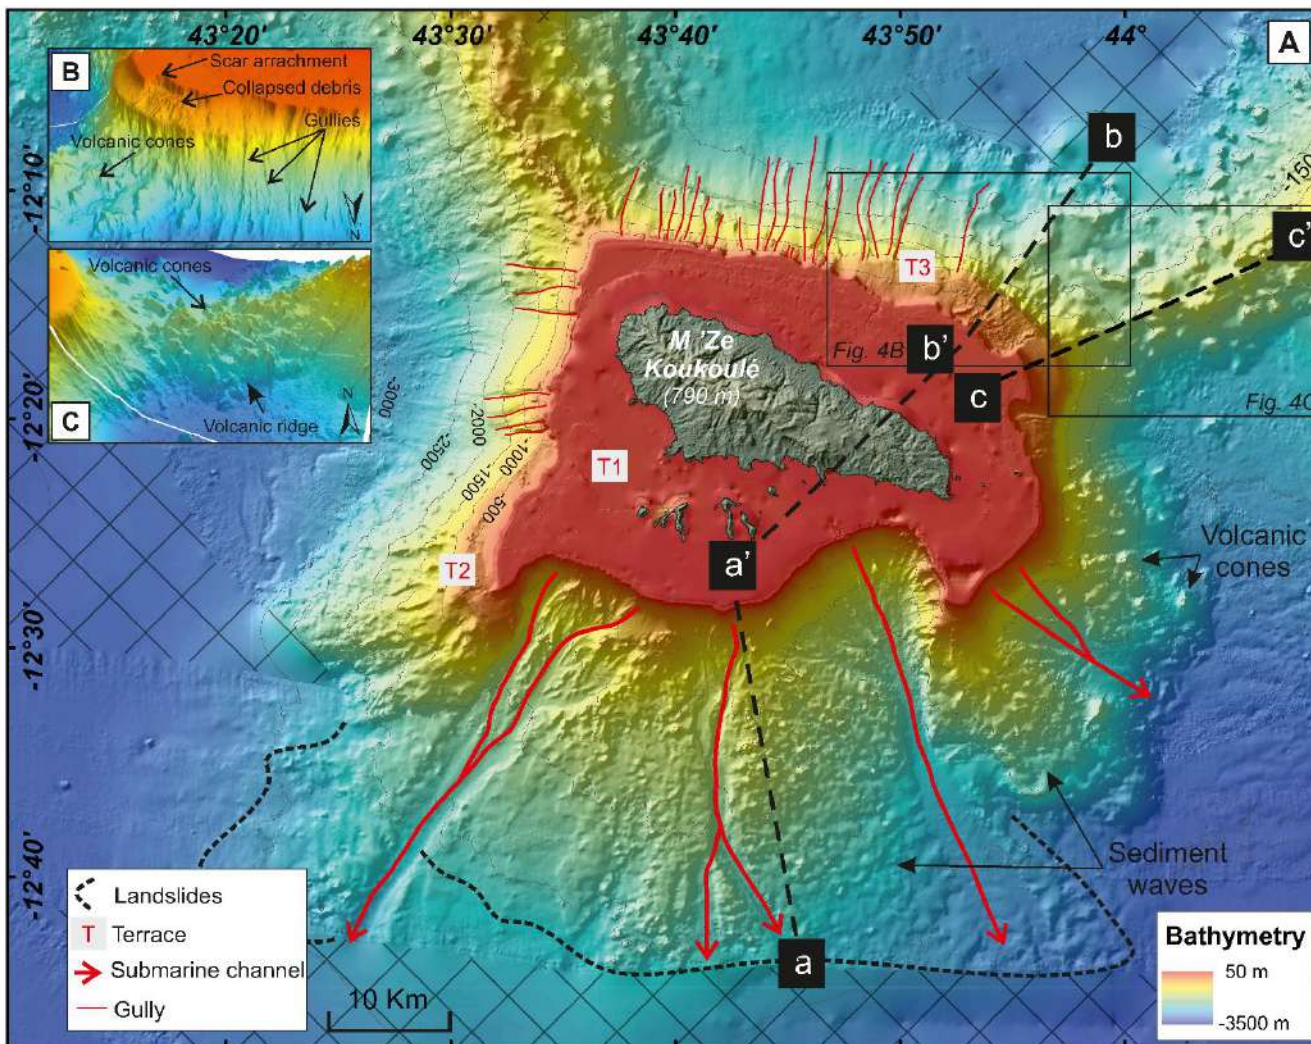 43°20'
43°30'
43°40'
43°50'
44°
A
B
Scar arrachment
Collapsed debris
Gullies
Volcanic cones
N
C
Volcanic cones
Volcanic ridge
N
-12°10'
-12°20'
-12°30'
-12°40'
b
-150
c'
T3
Fig. 4B
b'
c
Fig. 4C
M 'Ze
Koukoulé
(790 m)
-3000
-2500
-2000
-1500
-1000
-500
T1
T2
a'
Volcanic
cones
Sediment
waves
a
Landslides
T Terrace
Submarine channel
Gully
10 Km
Bathymetry
50 m
-3500 m